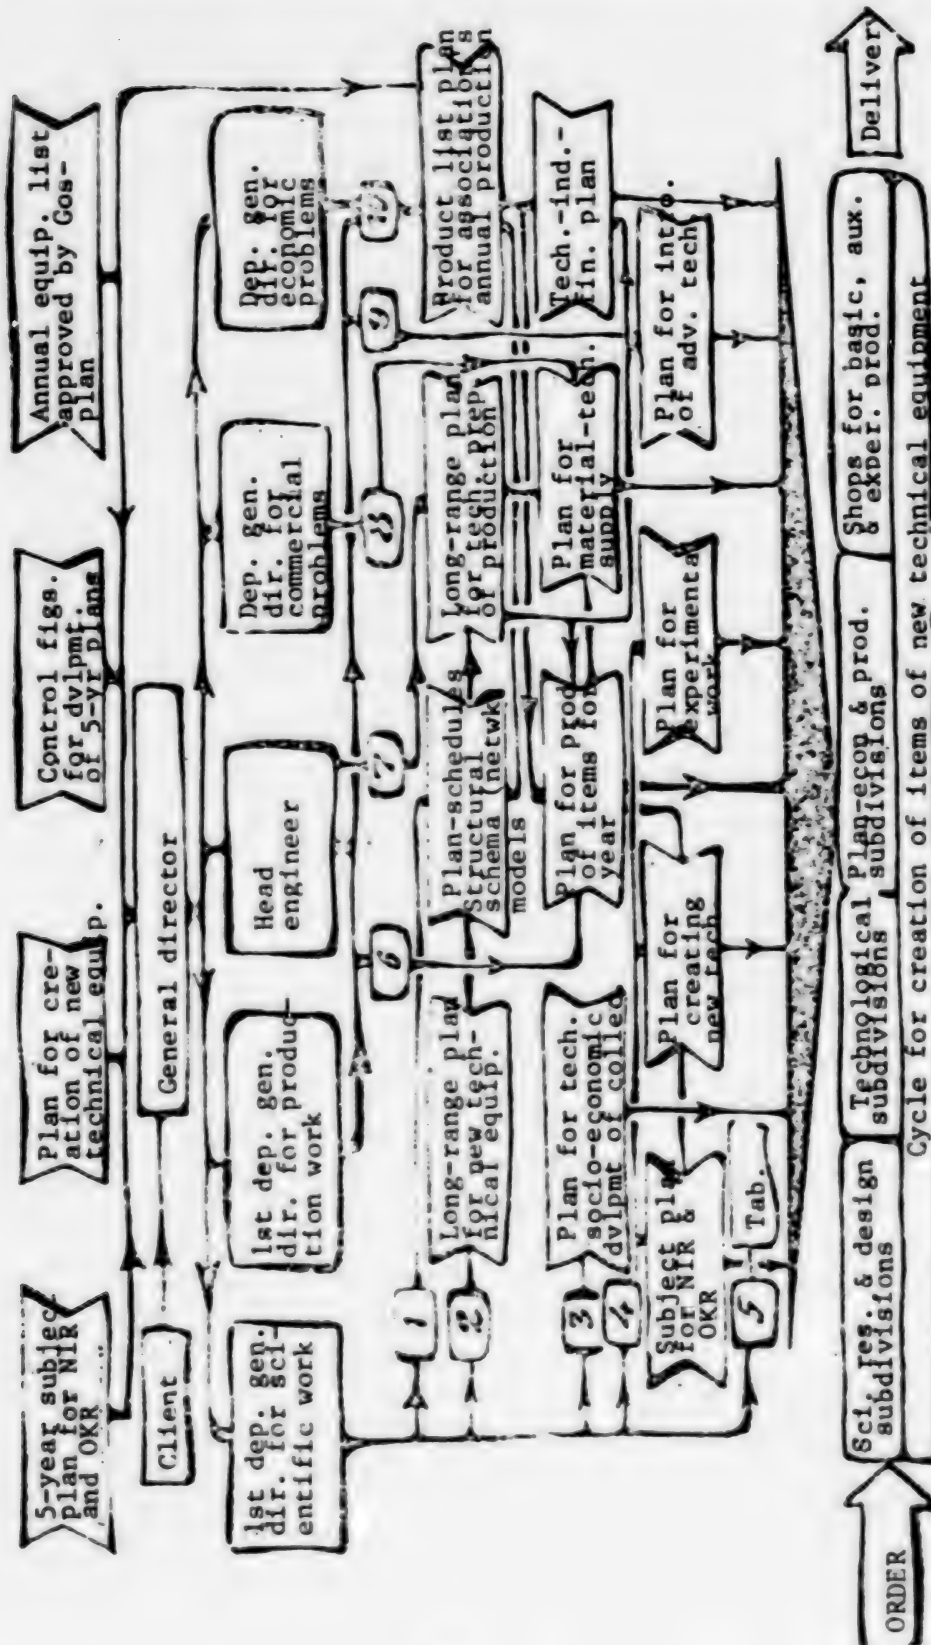 5-year subject
plan for NIR
and OKR
Plan for cre-
ation of new
technical equip.
Control figs.
for dvlpmt.
of 5-yr plans
Annual equip. list
approved by Gos-
plan
Client
General director
1st dep. gen.
dir. for sci-
entific work
1st dep. gen.
dir. for produc
tion work
Head
engineer
Dep. gen.
dir. for
commercial
problems
Dep. gen.
dir. for
economic
problems
6
7
8
9
10
1
2
Long-range plan
for new tech-
nical equip.
Plan-schedules
Structural
schema netwk
models
Long-range plan
for tech. prep
of production
Product list plan
for association's
annual production
3
4
Plan for tech.
socio-economic
dvlpmt of collec
Plan for prod
of items for
year
Plan for
material-tech.
supply
Tech.-ind.-
fin. plan
Subject plan
for NIR &
OKR
Plan for
creating
new tech
Plan for
experimental
work
Plan for int.
of adv. tech
5
Tab.
ORDER
Sci. res. & design
subdivisions
Technological
subdivisions
Plan-econ & prod.
subdivisions
Shops for basic, aux.
& exper. prod.
Delivery
Cycle for creation of items of new technical equipment